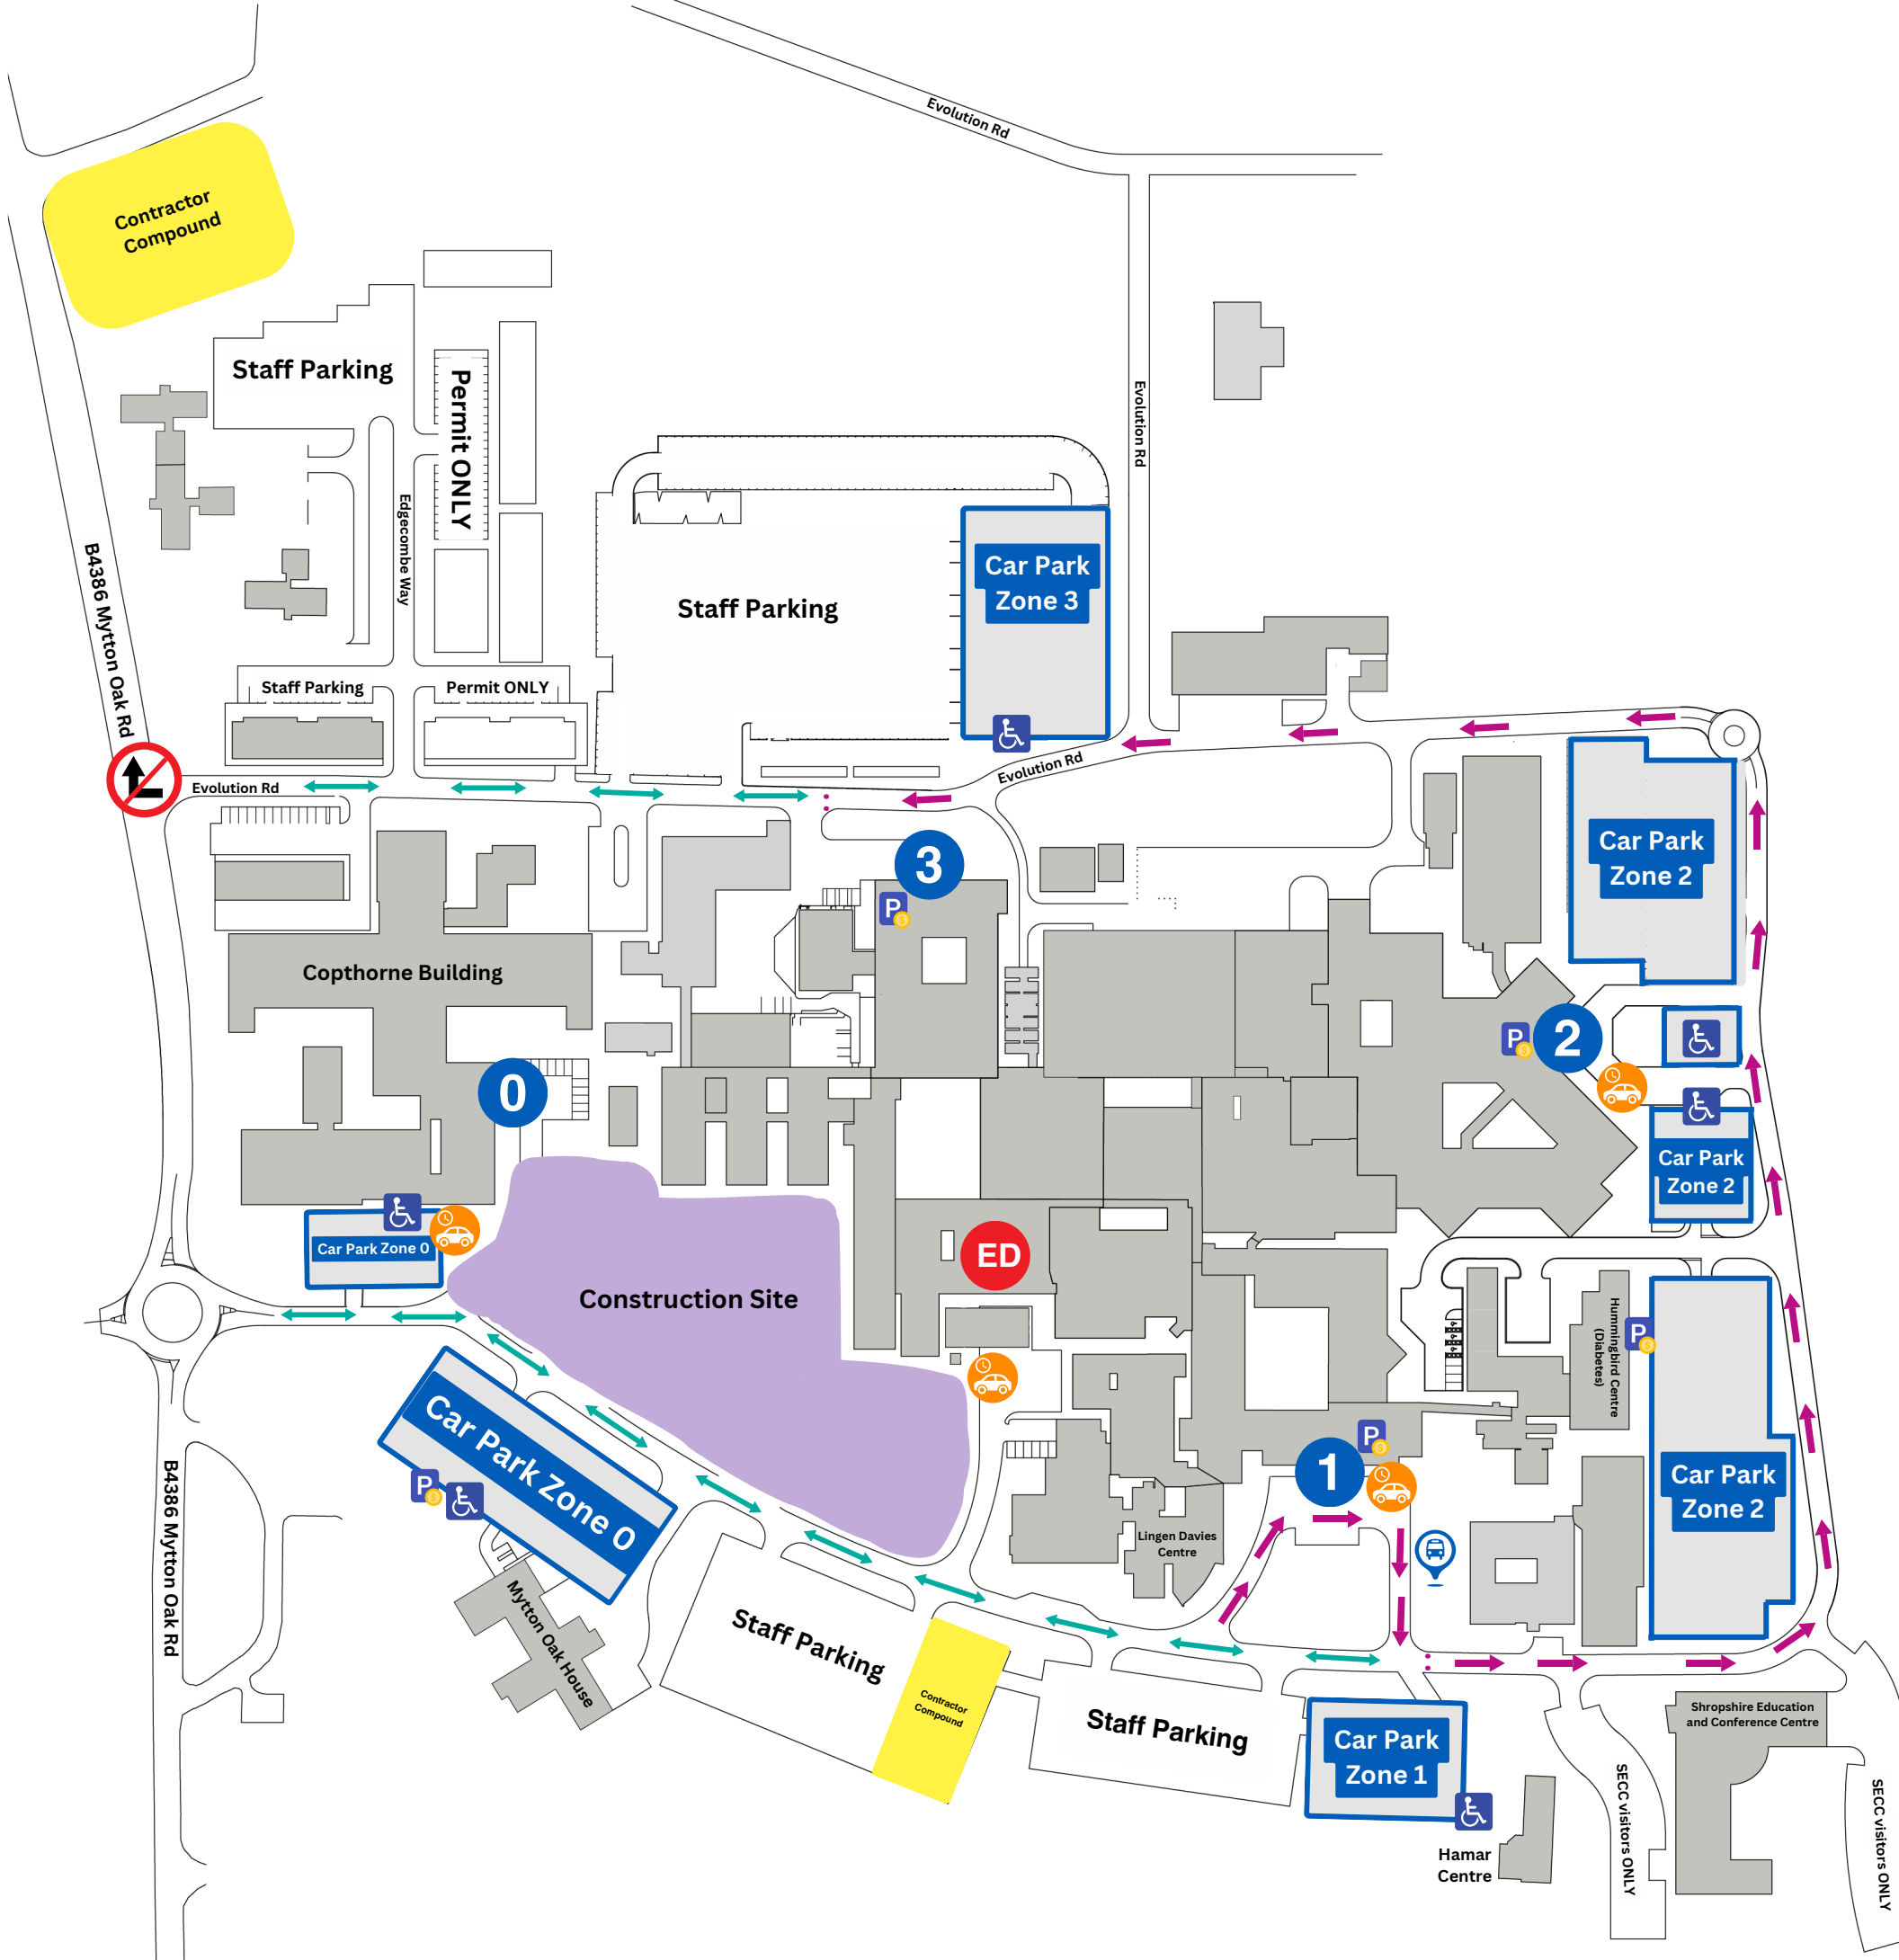 Evolution Rd
Contractor
Compound
Staff Parking
Permit ONLY
Edgecombe Way
Evolution Rd
B4386 Mytton Oak Rd
Car Park
Zone 3
Staff Parking
Staff Parking
Permit ONLY
Evolution Rd
Evolution Rd
Car Park
Zone 2
3
P
Copthorne Building
P
2
0
Car Park
Zone 2
Car Park Zone 0
ED
Construction Site
Hummingbird Centre
(Diabetes)
P
Car Park Zone 0
P
P
1
Car Park
Zone 2
B4386 Mytton Oak Rd
Lingen Davies
Centre
Mytton Oak House
Staff Parking
Contractor
Compound
Staff Parking
Car Park
Zone 1
Shropshire Education
and Conference Centre
SECC visitors ONLY
SECC visitors ONLY
Hamar
Centre